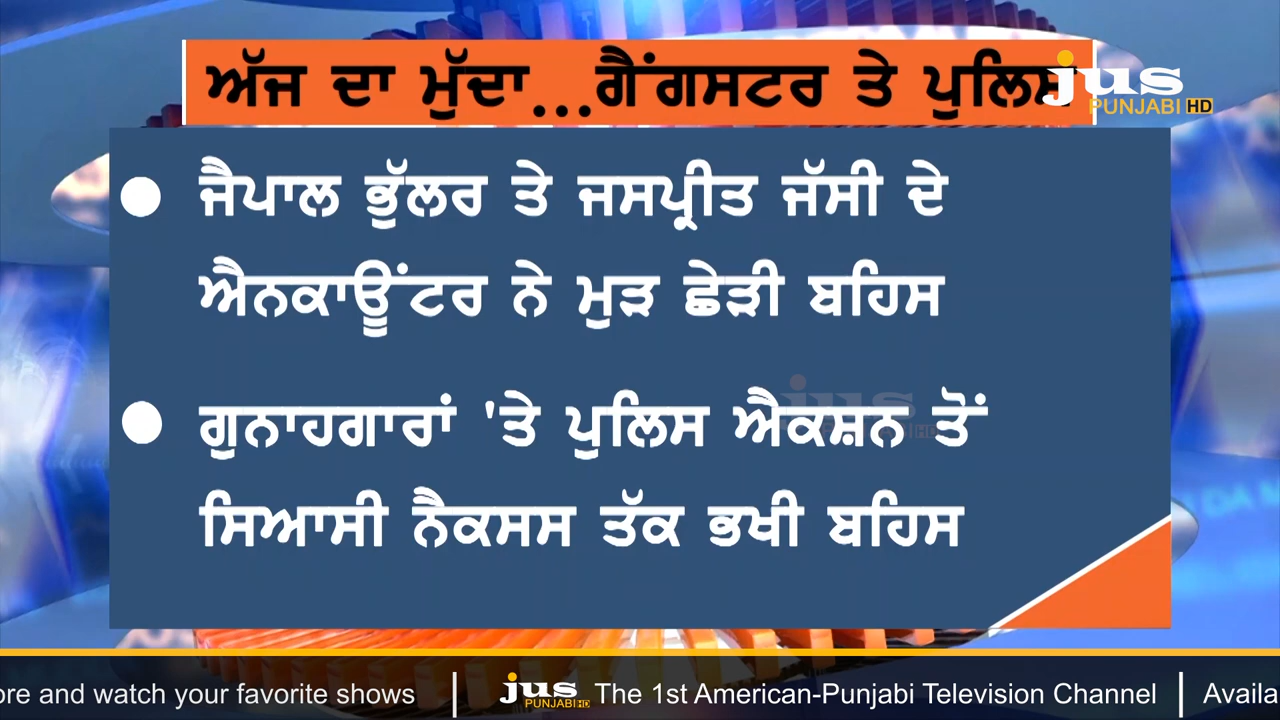 ਅੱਜ ਦਾ ਮੁੱਦਾ...ਗੈਂਗਸਟਰ ਤੇ ਪੁਲਿਸ
jus
PUNJABI HD
ਜੈਪਾਲ ਭੁੱਲਰ ਤੇ ਜਸਪ੍ਰੀਤ ਜੱਸੀ ਦੇ
ਐਨਕਾਊਂਟਰ ਨੇ ਮੁੜ ਛੇੜੀ ਬਹਿਸ
ਗੁਨਾਹਗਾਰਾਂ 'ਤੇ ਪੁਲਿਸ ਐਕਸ਼ਨ ਤੋਂ
ਸਿਆਸੀ ਨੈਕਸਸ ਤੱਕ ਭਖੀ ਬਹਿਸ
ore and watch your favorite shows | jus PUNJABI HD The 1st American-Punjabi Television Channel | Availa